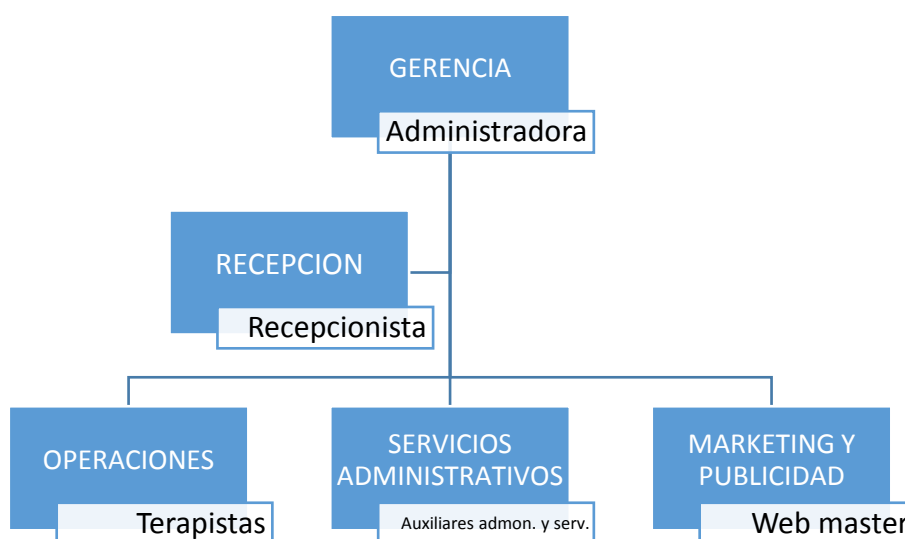 GERENCIA
Administradora
RECEPCION
Recepcionista
OPERACIONES
Terapistas
SERVICIOS
ADMINISTRATIVOS
Auxiliares admon. y serv.
MARKETING Y
PUBLICIDAD
Web master